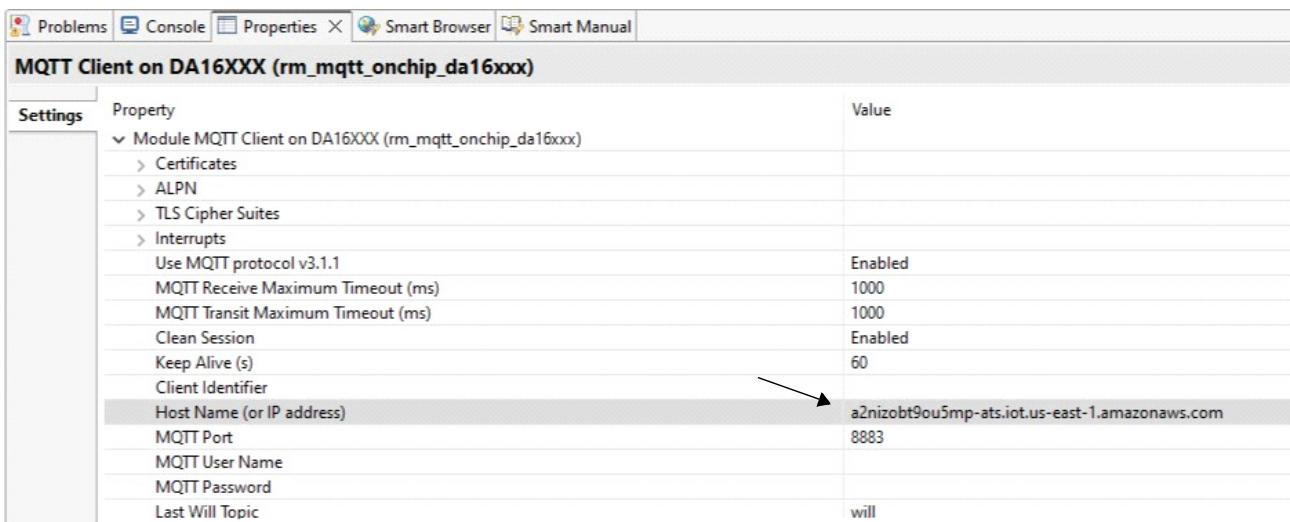 Problems Console Properties Smart Browser Smart Manual
MQTT Client on DA16XXX (rm_mqtt_onchip_da16xxx)
Settings Property Value
Module MQTT Client on DA16XXX (rm_mqtt_onchip_da16xxx)
Certificates
ALPN
TLS Cipher Suites
Interrupts
Use MQTT protocol v3.1.1 Enabled
MQTT Receive Maximum Timeout (ms) 1000
MQTT Transit Maximum Timeout (ms) 1000
Clean Session Enabled
Keep Alive (s) 60
Client Identifier
Host Name (or IP address) a2nizobt9ou5mp-ats.iot.us-east-1.amazonaws.com
MQTT Port 8883
MQTT User Name
MQTT Password
Last Will Topic will